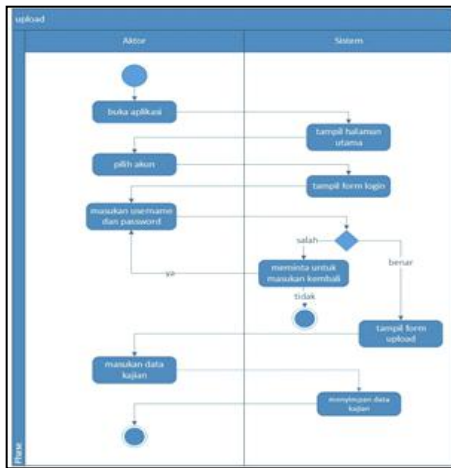 upload
Aktor
Sistem
buka aplikasi
tampil halaman
utama
pilih akun
tampil form login
masukan username
dan password
salah
benar
meminta untuk
masukan kembali
ya
tidak
tampil form
upload
masukan data
kajian
menyimpan data
kajian
Phase